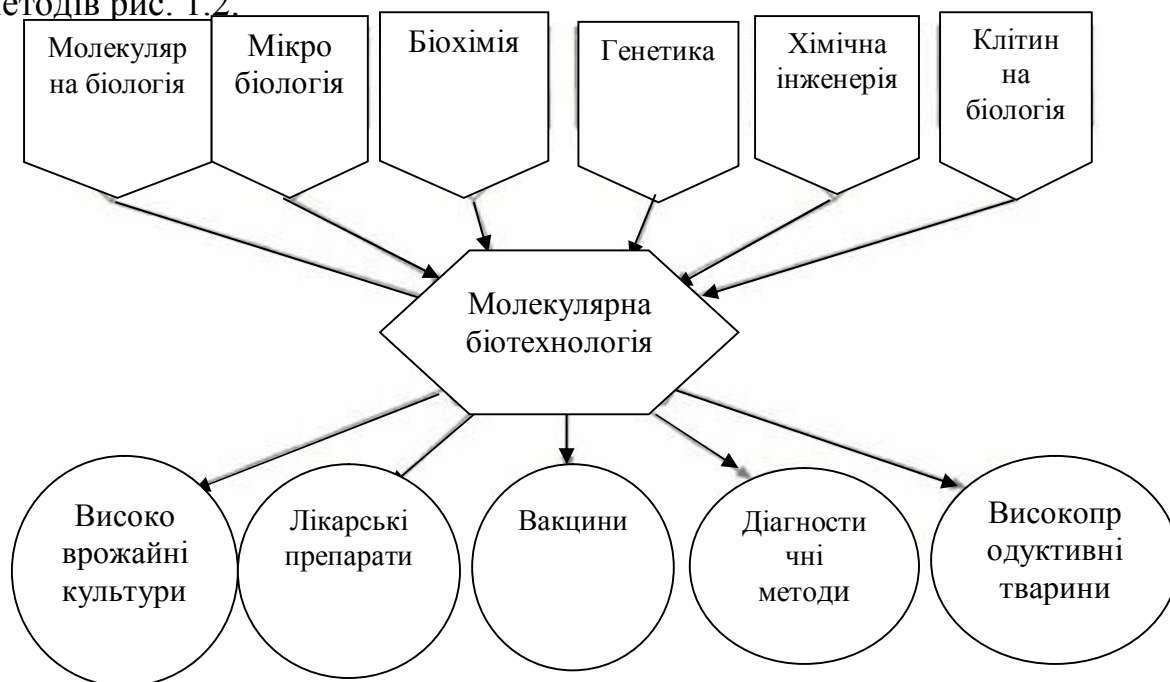 методів рис. 1.2.
Молекуляр
на біологія
Мікро
біологія
Біохімія
Генетика
Хімічна
інженерія
Клітин
на
біологія
Молекулярна
біотехнологія
Високо
врожайні
культури
Лікарські
препарати
Вакцини
Діагности
чні
методи
Високопр
одуктивні
тварини